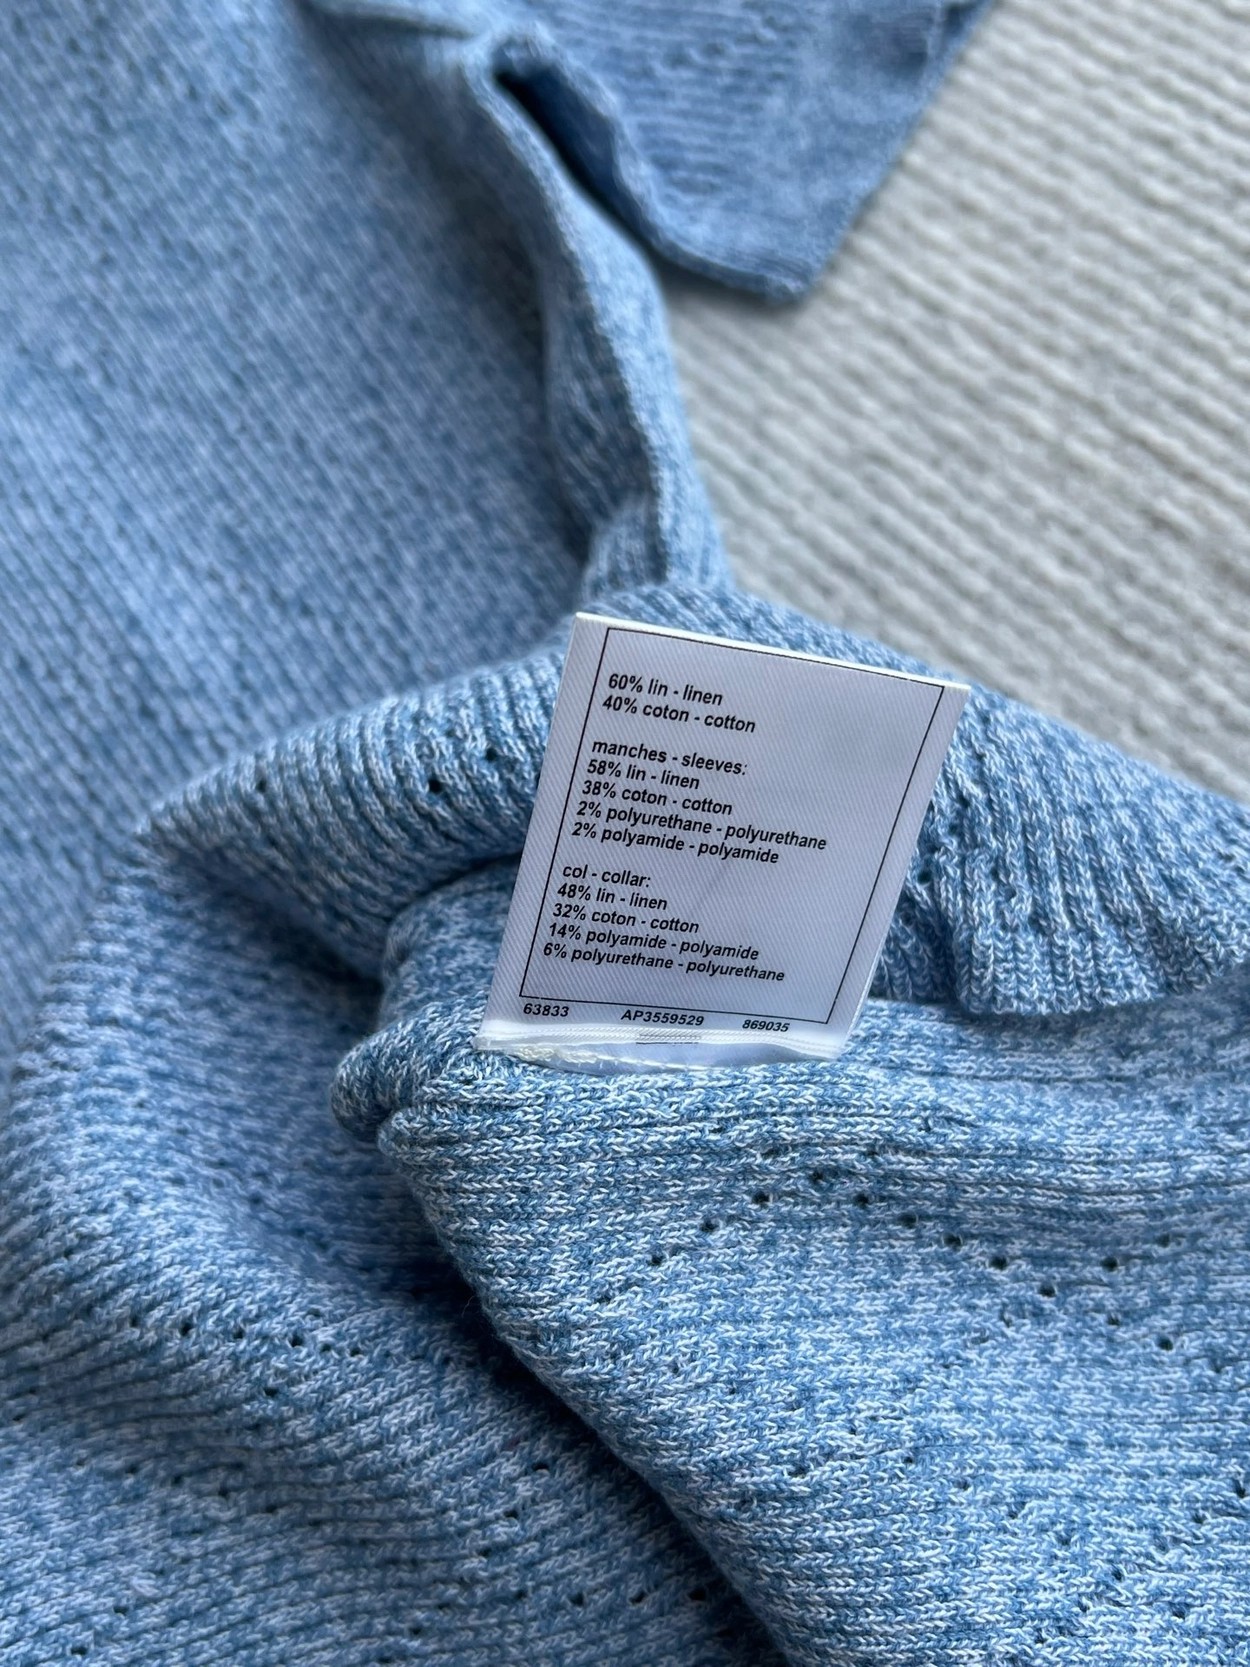 60% lin - linen
40% coton - cotton
manches - sleeves:
58% lin - linen
38% coton - cotton
2% polyurethane - polyurethane
2% polyamide - polyamide
col - collar:
48% lin - linen
32% coton - cotton
14% polyamide - polyamide
6% polyurethane - polyurethane
63833 AP3559529 869035